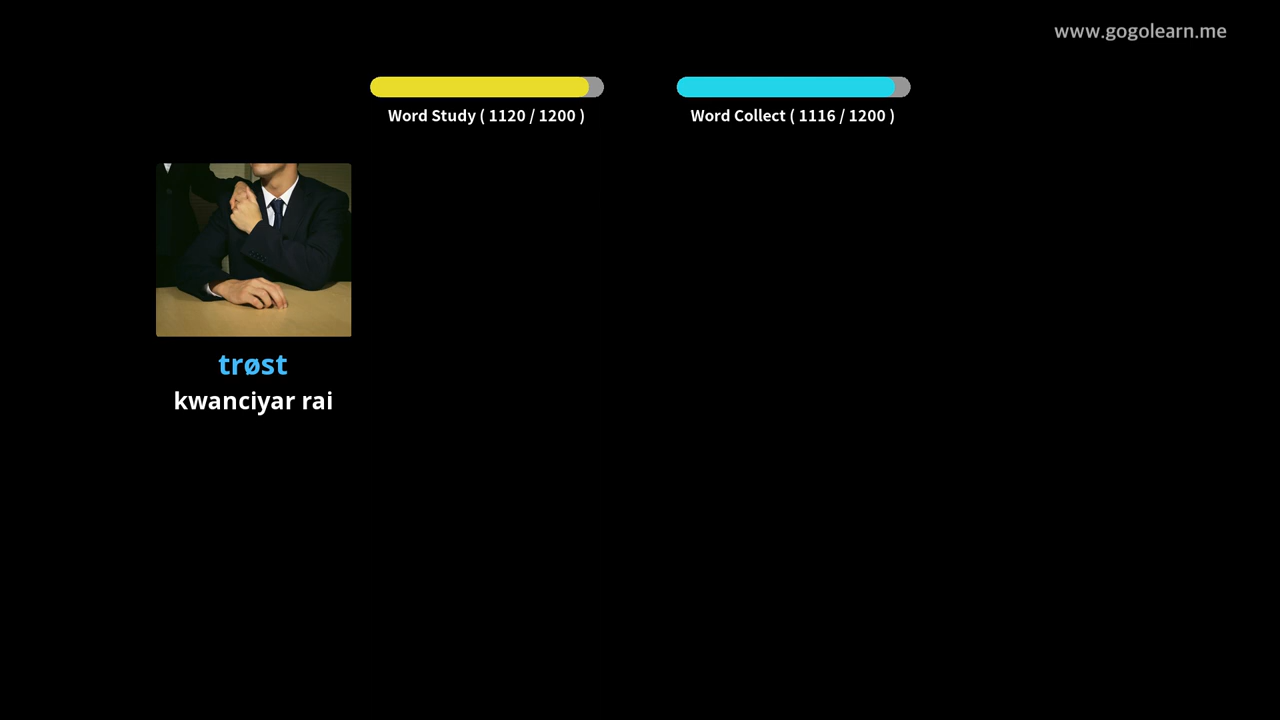 www.gogolearn.me
Word Study ( 1120 / 1200 )
Word Collect ( 1116 / 1200 )
trøst
kwanciyar rai